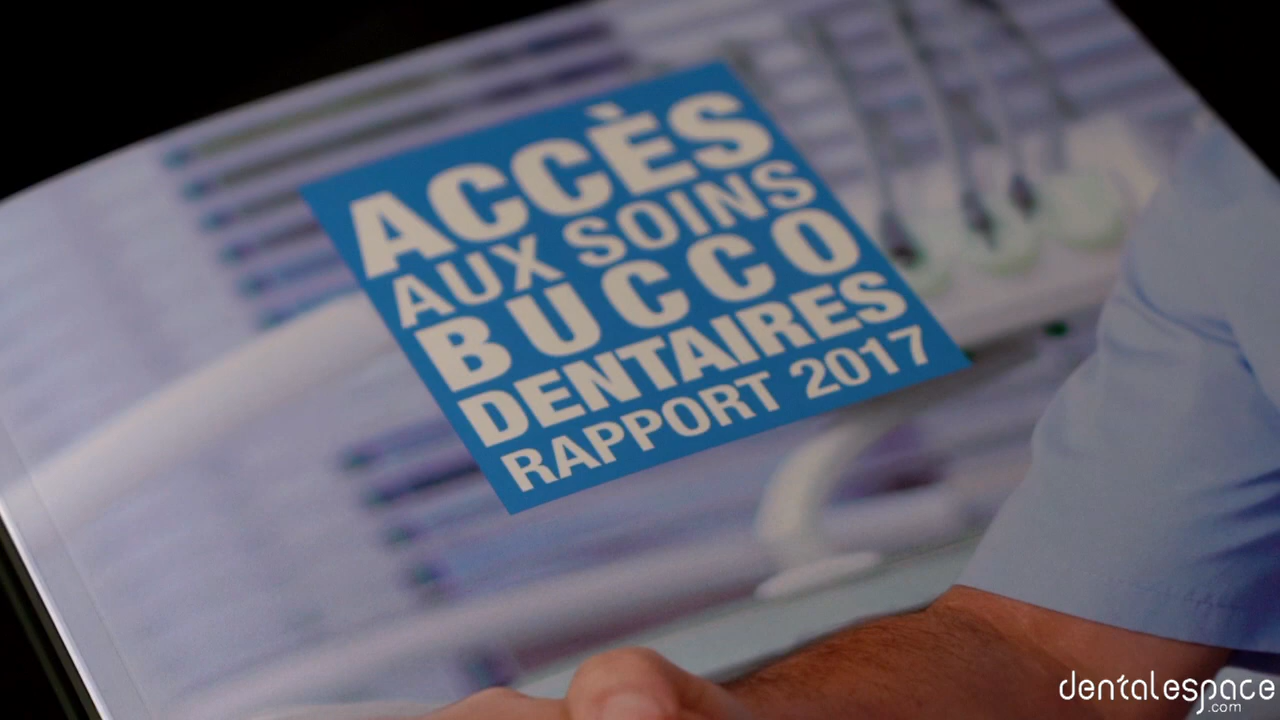 ACCÈS
AUX SOINS
BUCCO
DENTAIRES
RAPPORT 2017
dentalespace
.com